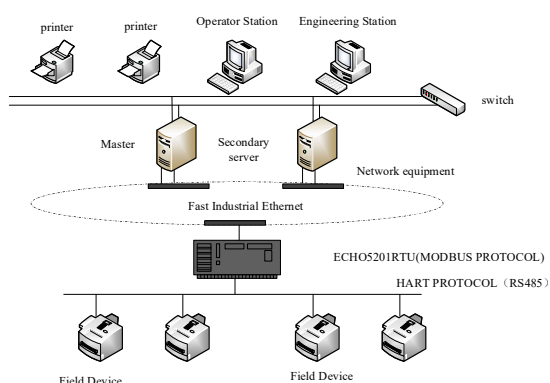 printer
printer
Operator Station
Engineering Station
switch
Master
Secondary
server
Network equipment
Fast Industrial Ethernet
ECHO5201RTU(MODBUS PROTOCOL)
HART PROTOCOL（RS485）
Field Device
Field Device